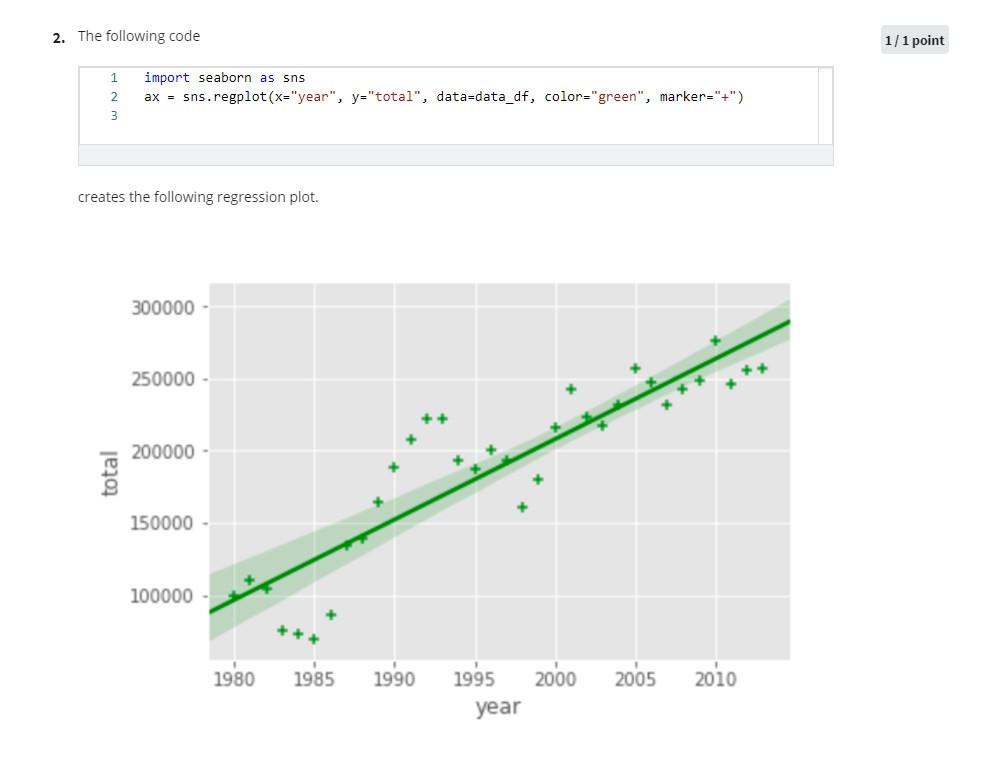 2. The following code
1/1 point
1 import seaborn as sns
2 ax = sns.regplot(x="year", y="total", data=data_df, color="green", marker="+")
3
creates the following regression plot.
300000
250000
200000
150000
100000
total
1980 1985 1990 1995 2000 2005 2010
year